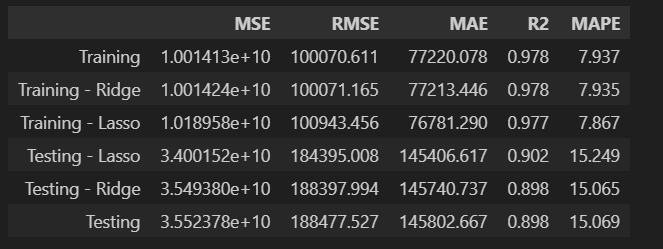 MSE RMSE MAE R2 MAPE
Training 1.001413e+10 100070.611 77220.078 0.978 7.937
Training - Ridge 1.001424e+10 100071.165 77213.446 0.978 7.935
Training - Lasso 1.018958e+10 100943.456 76781.290 0.977 7.867
Testing - Lasso 3.400152e+10 184395.008 145406.617 0.902 15.249
Testing - Ridge 3.549380e+10 188397.994 145740.737 0.898 15.065
Testing 3.552378e+10 188477.527 145802.667 0.898 15.069